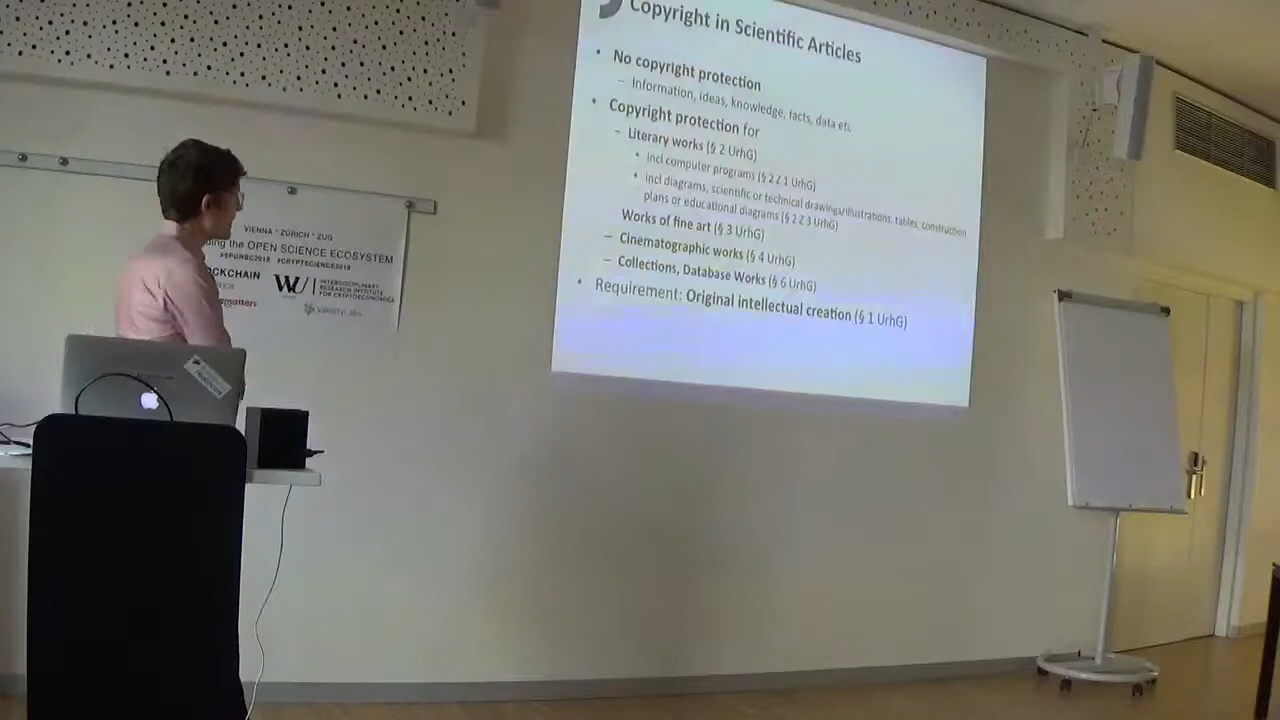 Copyright in Scientific Articles
• No copyright protection
– Information, ideas, knowledge, facts, data etc
• Copyright protection for
– Literary works (§ 2 UrhG)
• incl computer programs (§ 2 Z 1 UrhG)
• incl diagrams, scientific or technical drawings/illustrations, tables, construction
plans or educational diagrams (§ 2 Z 3 UrhG)
Works of fine art (§ 3 UrhG)
– Cinematographic works (§ 4 UrhG)
– Collections, Database Works (§ 6 UrhG)
• Requirement: Original intellectual creation (§ 1 UrhG)
VIENNA * ZÜRICH * ZUG
the OPEN SCIENCE ECOSYSTEM
#CRYPTSCIENCE2018
WU
INTERDISCIPLINARY
RESEARCH INSTITUTE
FOR CRYPTOECONOMICS
matters
validityLabs